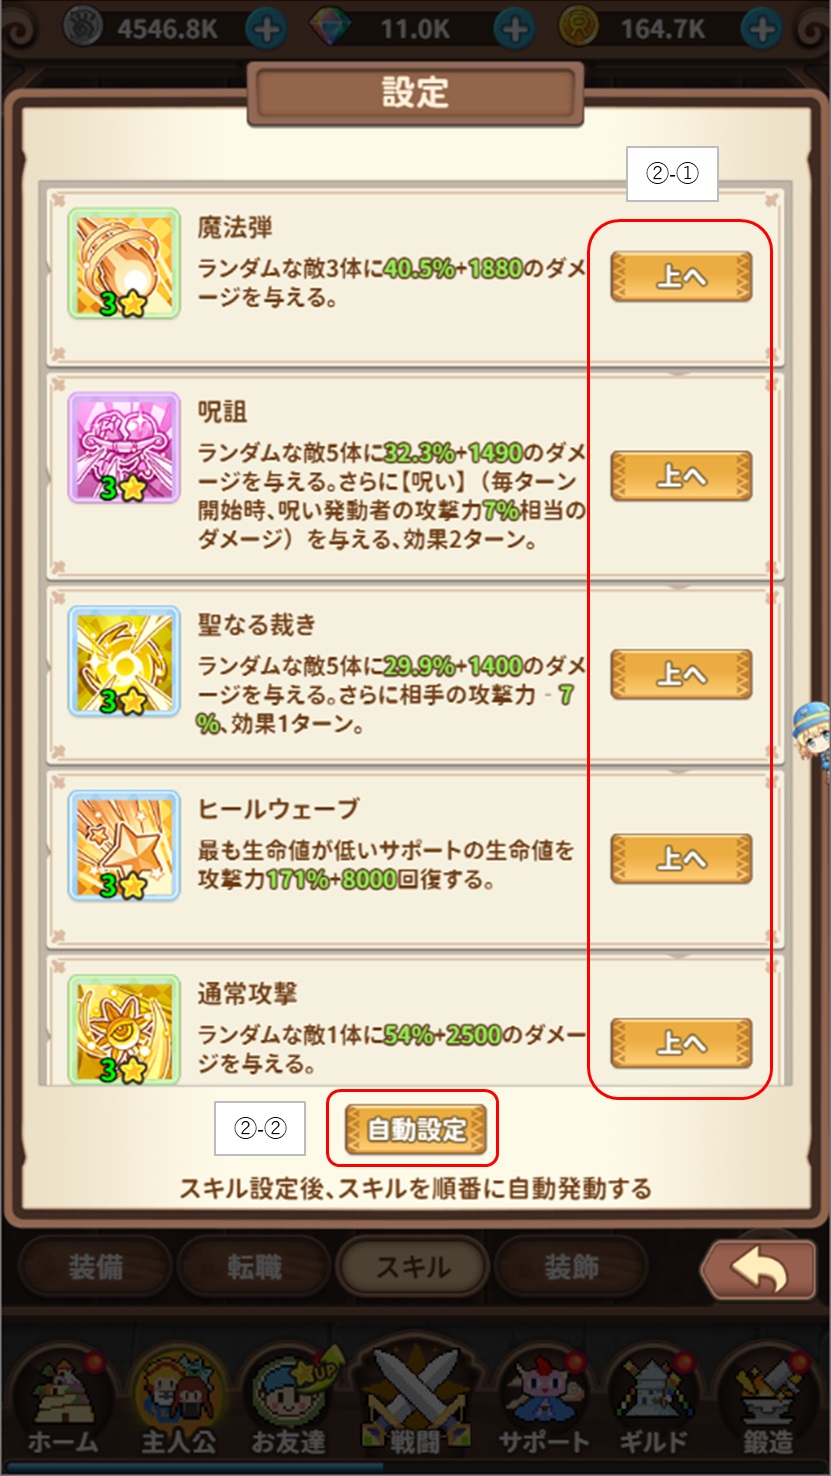 4546.8K 11.0K 164.7K
設定
②-①
魔法弾
ランダムな敵3体に40.5%+1880のダメ
ージを与える。
3
上へ
呪詛
ランダムな敵5体に32.3%+1490のダメ
ージを与える。さらに【呪い】（毎ターン
開始時、呪い発動者の攻撃力7%相当の
ダメージ）を与える、効果2ターン。
3
上へ
聖なる裁き
ランダムな敵5体に29.9%+1400のダメ
ージを与える。さらに相手の攻撃力‐7
%、効果1ターン。
3
上へ
ヒールウェーブ
最も生命値が低いサポートの生命値を
攻撃力171%+8000回復する。
3
上へ
通常攻撃
ランダムな敵1体に54%+2500のダメー
ジを与える。
3
上へ
②-②
自動設定
スキル設定後、スキルを順番に自動発動する
装備 転職 スキル 装飾
UP
ホーム 主人公 お友達 戦闘 サポート ギルド 鍛造